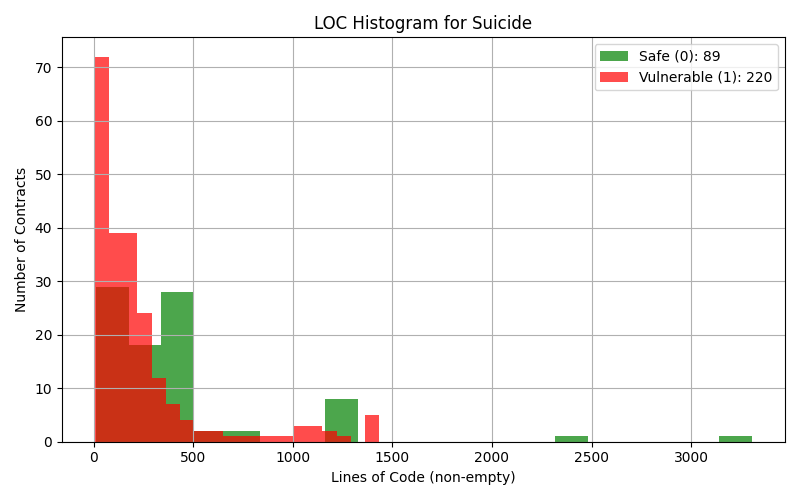 LOC Histogram for Suicide
Safe (0): 89
Vulnerable (1): 220
Number of Contracts
70
60
50
40
30
20
10
0
0 500 1000 1500 2000 2500 3000
Lines of Code (non-empty)